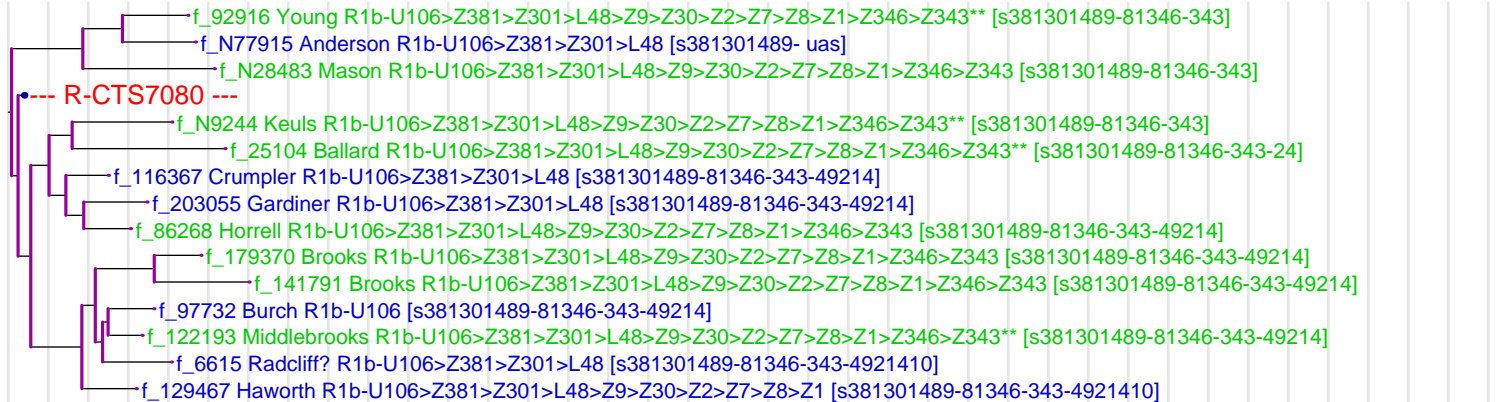 f_92916 Young R1b-U106>Z381>Z301>L48>Z9>Z30>Z2>Z7>Z8>Z1>Z346>Z343** [s381301489-81346-343]
f_N77915 Anderson R1b-U106>Z381>Z301>L48 [s381301489- uas]
f_N28483 Mason R1b-U106>Z381>Z301>L48>Z9>Z30>Z2>Z7>Z8>Z1>Z346>Z343 [s381301489-81346-343]
--- R-CTS7080 ---
f_N9244 Keuls R1b-U106>Z381>Z301>L48>Z9>Z30>Z2>Z7>Z8>Z1>Z346>Z343** [s381301489-81346-343]
f_25104 Ballard R1b-U106>Z381>Z301>L48>Z9>Z30>Z2>Z7>Z8>Z1>Z346>Z343** [s381301489-81346-343-24]
f_116367 Crumpler R1b-U106>Z381>Z301>L48 [s381301489-81346-343-49214]
f_203055 Gardiner R1b-U106>Z381>Z301>L48 [s381301489-81346-343-49214]
f_86268 Horrell R1b-U106>Z381>Z301>L48>Z9>Z30>Z2>Z7>Z8>Z1>Z346>Z343 [s381301489-81346-343-49214]
f_179370 Brooks R1b-U106>Z381>Z301>L48>Z9>Z30>Z2>Z7>Z8>Z1>Z346>Z343 [s381301489-81346-343-49214]
f_141791 Brooks R1b-U106>Z381>Z301>L48>Z9>Z30>Z2>Z7>Z8>Z1>Z346>Z343 [s381301489-81346-343-49214]
f_97732 Burch R1b-U106 [s381301489-81346-343-49214]
f_122193 Middlebrooks R1b-U106>Z381>Z301>L48>Z9>Z30>Z2>Z7>Z8>Z1>Z346>Z343** [s381301489-81346-343-49214]
f_6615 Radcliff? R1b-U106>Z381>Z301>L48 [s381301489-81346-343-4921410]
f_129467 Haworth R1b-U106>Z381>Z301>L48>Z9>Z30>Z2>Z7>Z8>Z1 [s381301489-81346-343-4921410]